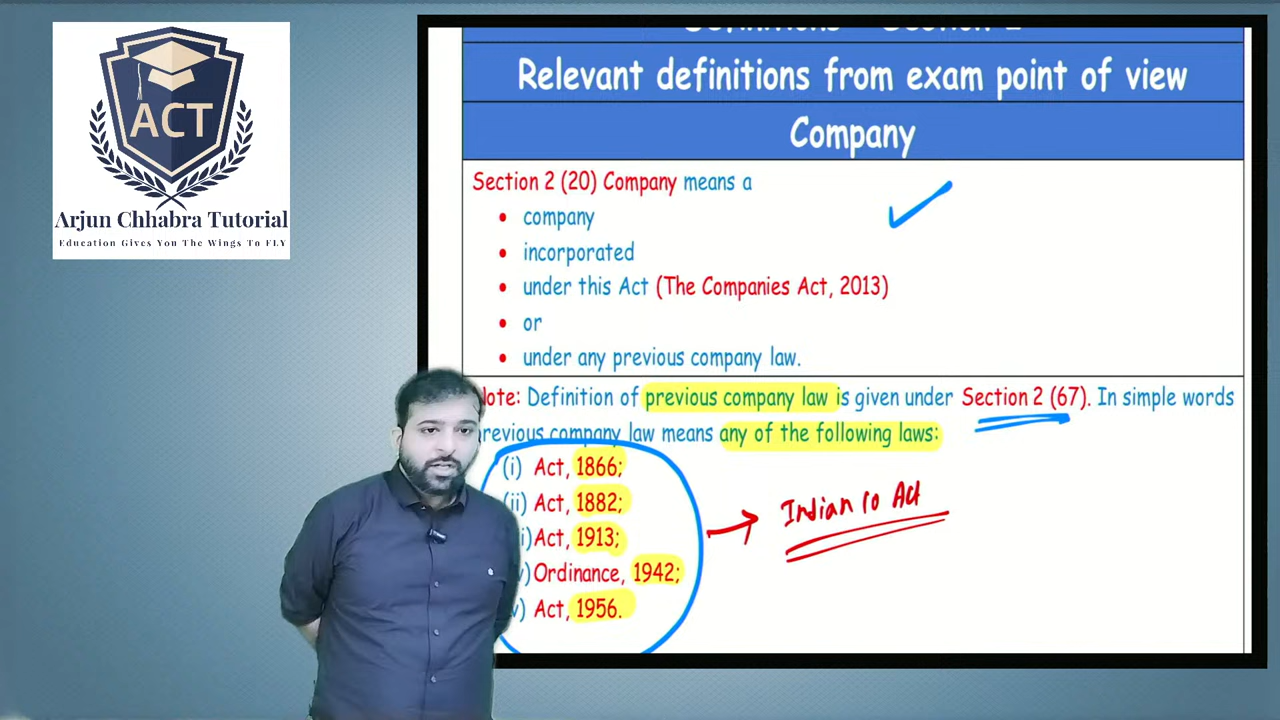 ACT
Arjun Chhabra Tutorial
Education Gives You The Wings To FLY
Relevant definitions from exam point of view
Company
Section 2 (20) Company means a
• company
• incorporated
• under this Act (The Companies Act, 2013)
• or
• under any previous company law.
ote: Definition of previous company law is given under Section 2 (67). In simple words
revious company law means any of the following laws:
(i) Act, 1866;
(ii) Act, 1882;
i) Act, 1913;
) Ordinance, 1942;
v) Act, 1956.
Indian Co Act